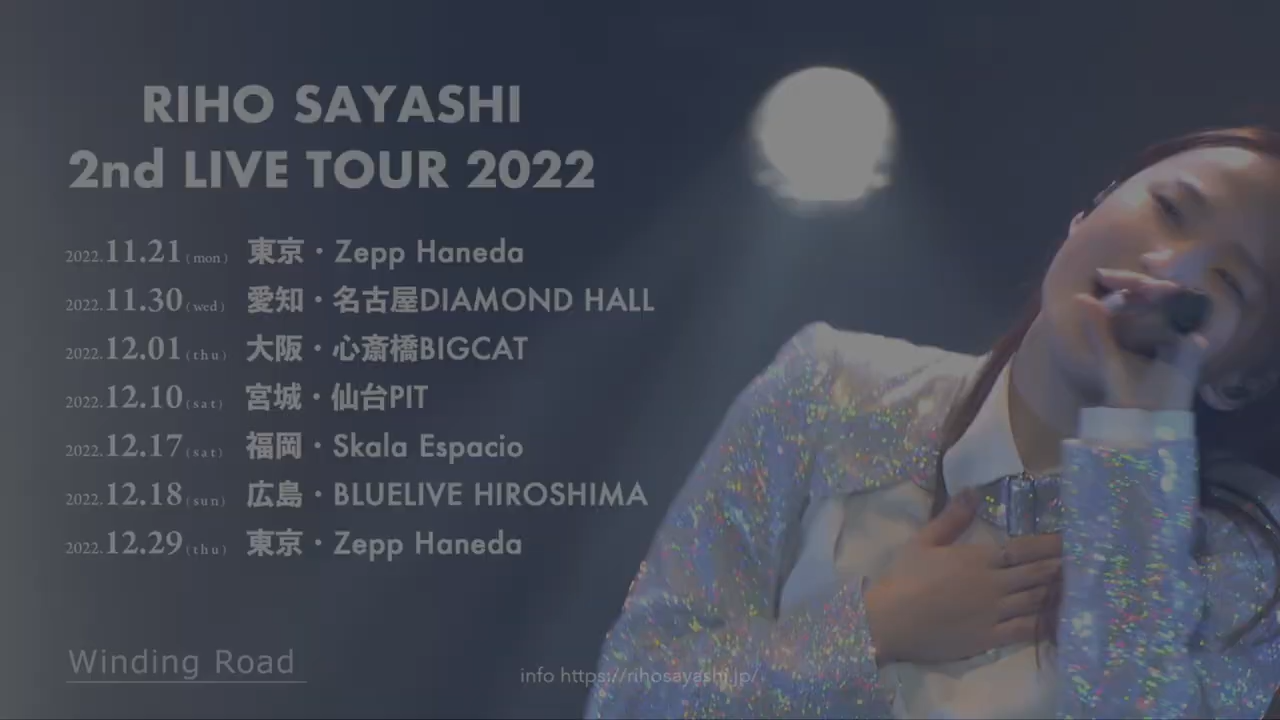 RIHO SAYASHI
2nd LIVE TOUR 2022
2022.11.21(mon) 東京・Zepp Haneda
2022.11.30(wed) 愛知・名古屋DIAMOND HALL
2022.12.01(thu) 大阪・心斎橋BIGCAT
2022.12.10(sat) 宮城・仙台PIT
2022.12.17(sat) 福岡・Skala Espacio
2022.12.18(sun) 広島・BLUELIVE HIROSHIMA
2022.12.29(thu) 東京・Zepp Haneda
Winding Road
info https://rihosayashi.jp/